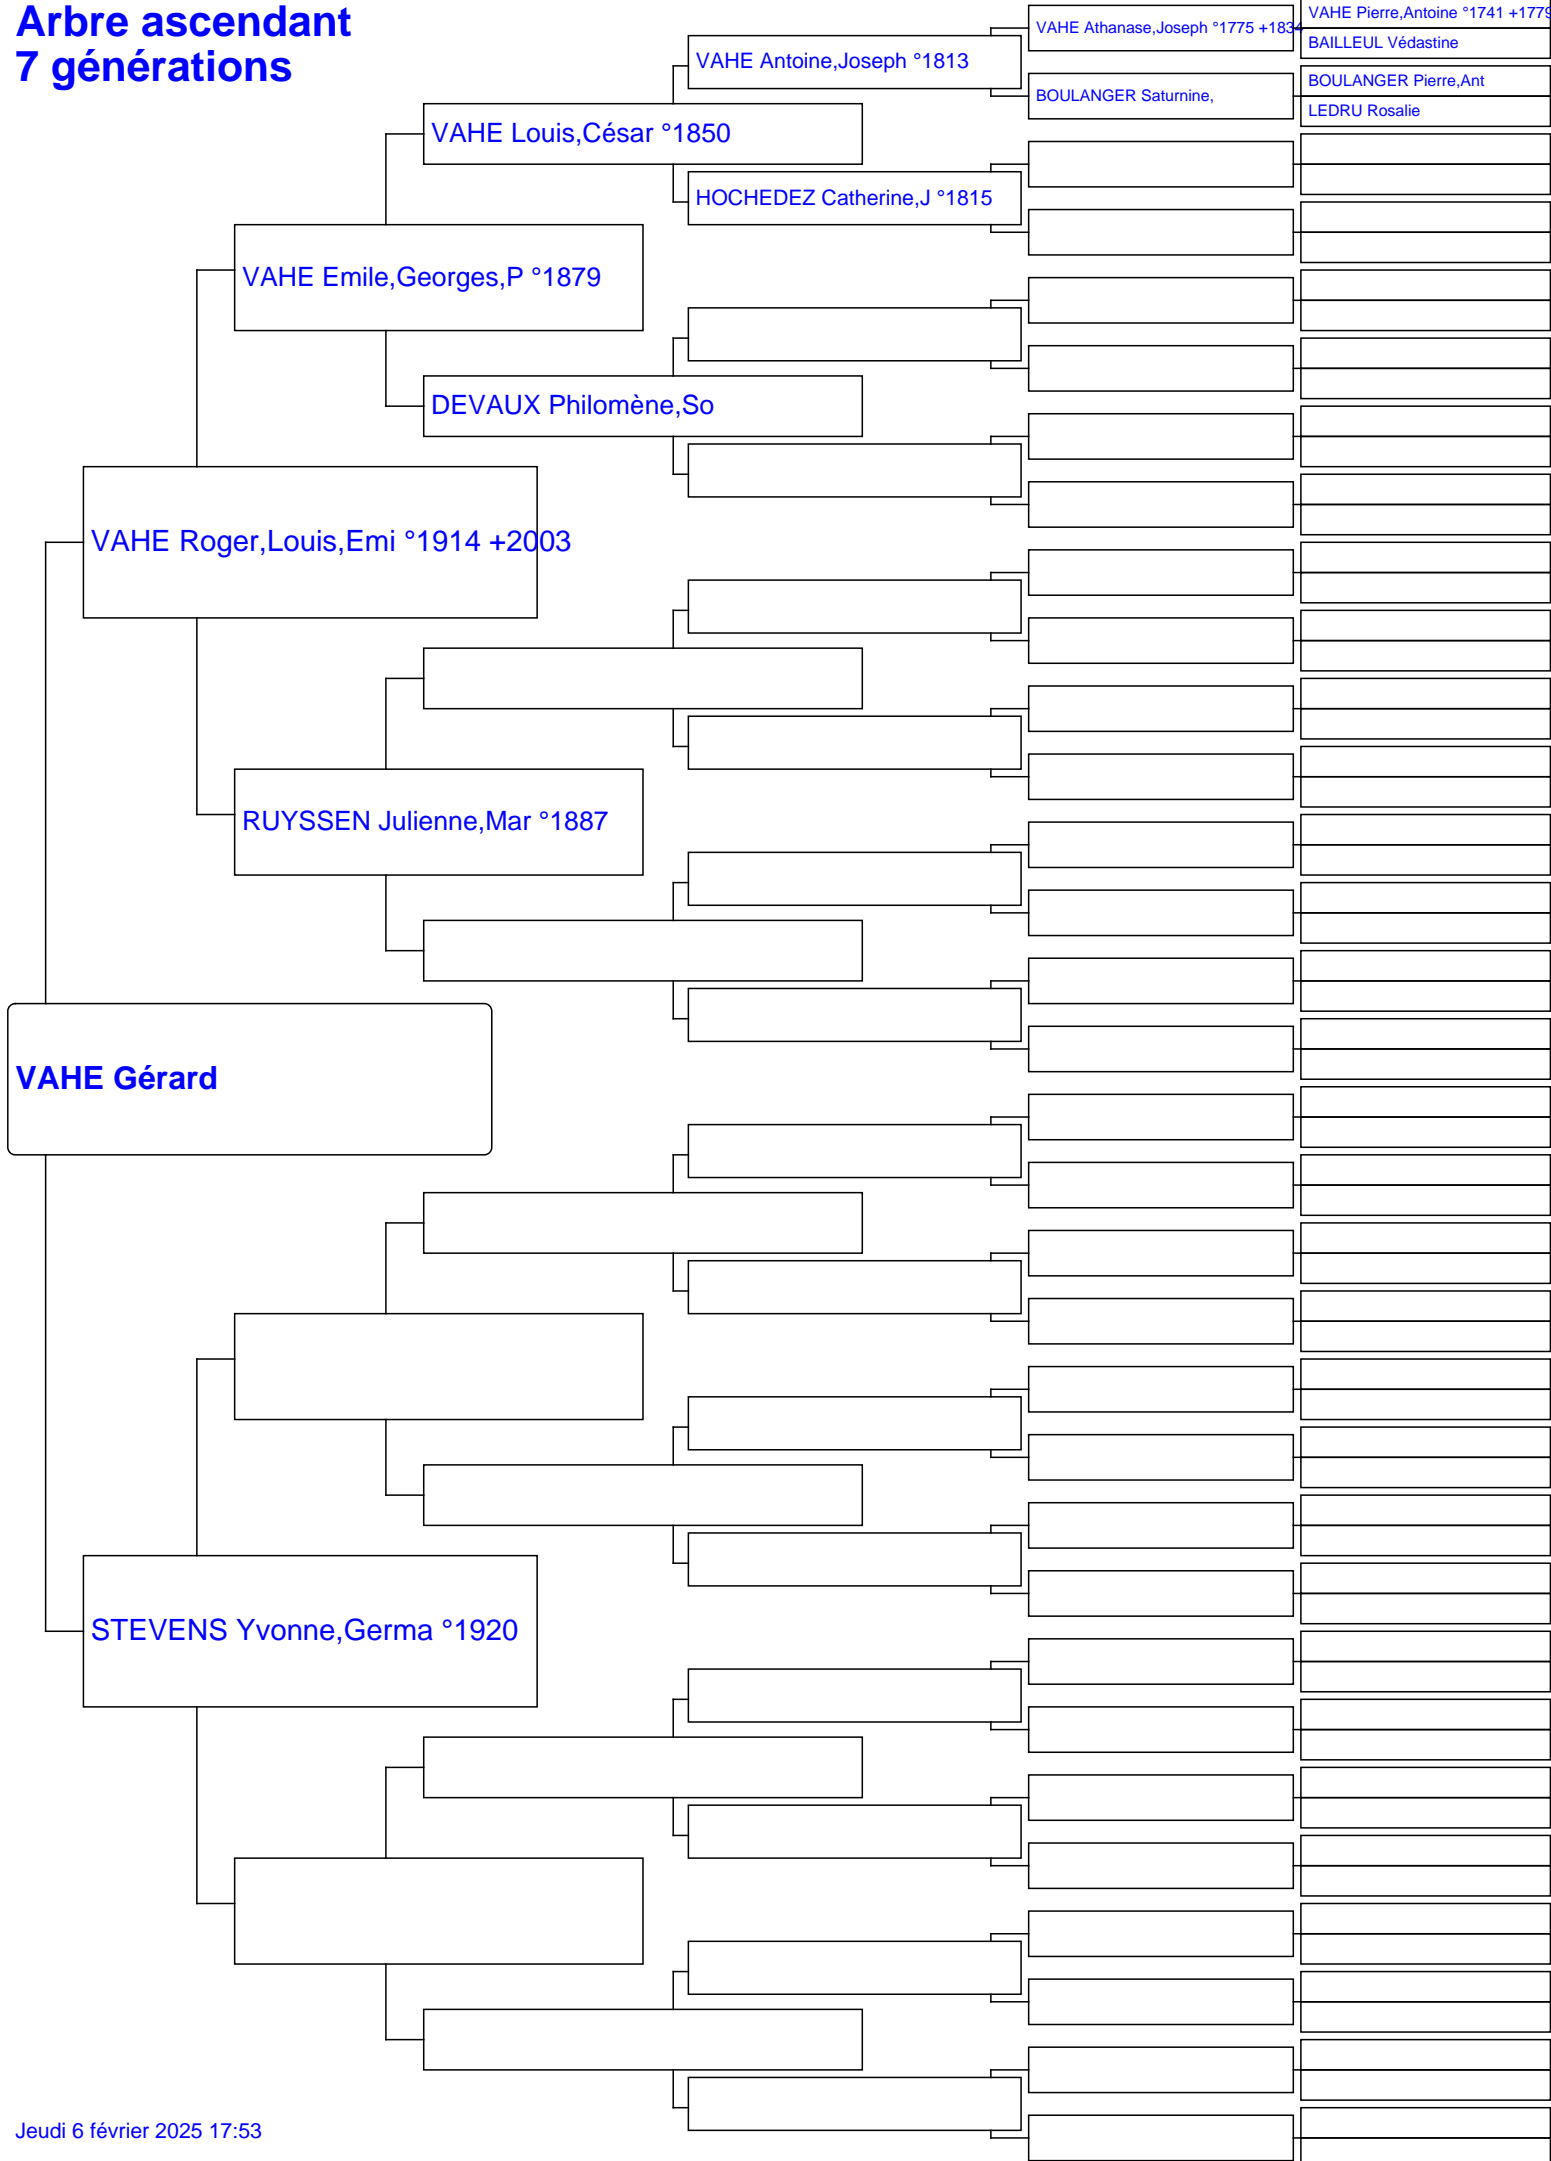 Arbre ascendant
7 générations
VAHE Pierre,Antoine °1741 +1779
VAHE Athanase,Joseph °1775 +1834
BAILLEUL Védastine
VAHE Antoine,Joseph °1813
BOULANGER Pierre,Ant
BOULANGER Saturnine,
LEDRU Rosalie
VAHE Louis,César °1850
HOCHEDEZ Catherine,J °1815
VAHE Emile,Georges,P °1879
DEVAUX Philomène,So
VAHE Roger,Louis,Emi °1914 +2003
RUYSSEN Julienne,Mar °1887
VAHE Gérard
STEVENS Yvonne,Germa °1920
Jeudi 6 février 2025 17:53